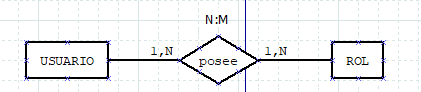 N:M
1,N 1,N
USUARIO posee ROL